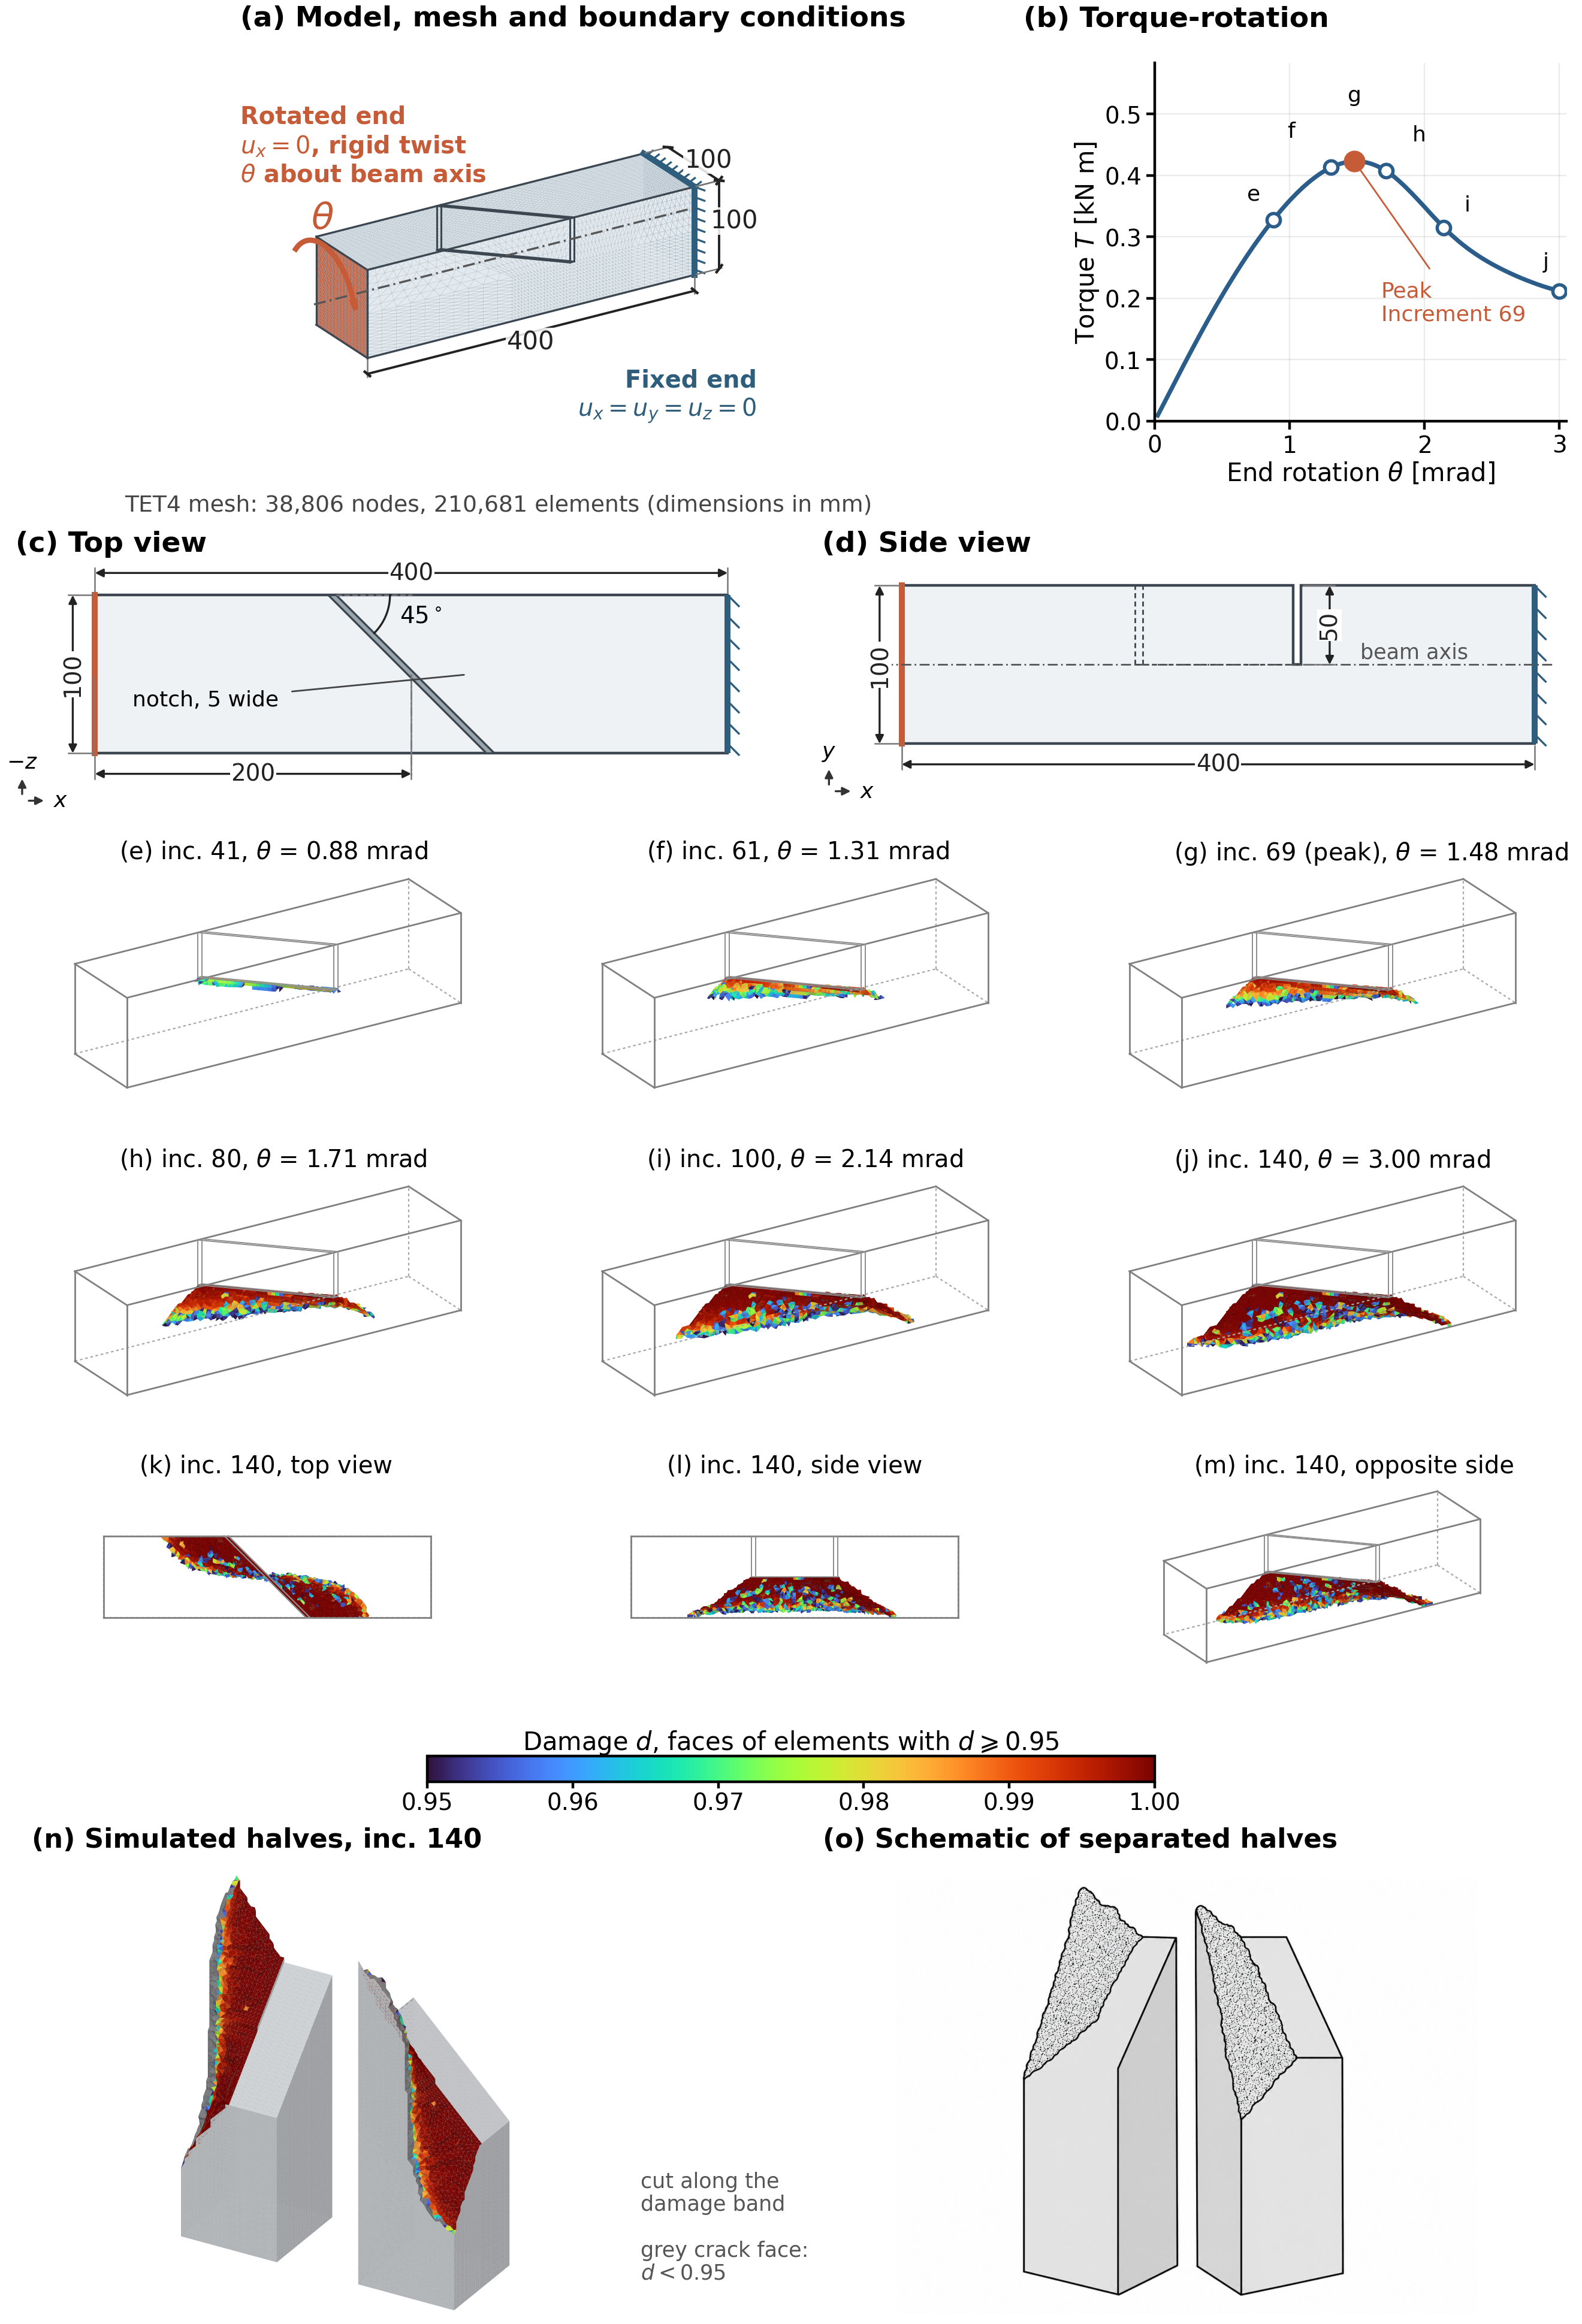 (a) Model, mesh and boundary conditions
Rotated end
u_x = 0, rigid twist
θ about beam axis
θ
100
100
400
Fixed end
u_x = u_y = u_z = 0
TET4 mesh: 38,806 nodes, 210,681 elements (dimensions in mm)
(b) Torque-rotation
Torque T [kN m]
0.5
0.4
0.3
0.2
0.1
0.0
0
1
2
3
End rotation θ [mrad]
e
f
g
h
i
j
Peak
Increment 69
(c) Top view
400
45°
100
notch, 5 wide
200
−z
x
(d) Side view
50
beam axis
100
400
y
x
(e) inc. 41, θ = 0.88 mrad
(f) inc. 61, θ = 1.31 mrad
(g) inc. 69 (peak), θ = 1.48 mrad
(h) inc. 80, θ = 1.71 mrad
(i) inc. 100, θ = 2.14 mrad
(j) inc. 140, θ = 3.00 mrad
(k) inc. 140, top view
(l) inc. 140, side view
(m) inc. 140, opposite side
Damage d, faces of elements with d ⩾ 0.95
0.95
0.96
0.97
0.98
0.99
1.00
(n) Simulated halves, inc. 140
cut along the
damage band
grey crack face:
d < 0.95
(o) Schematic of separated halves